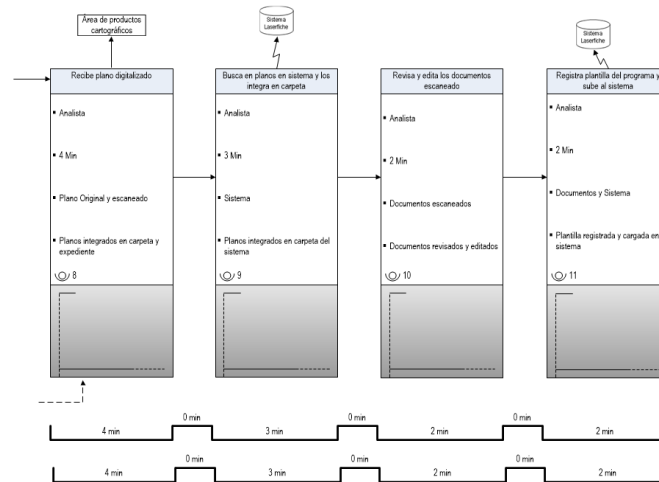 Área de productos
cartográficos
Sistema
Laserfiche
Sistema
Laserfiche
Recibe plano digitalizado
Analista
4 Min
Plano Original y escaneado
Planos integrados en carpeta y
expediente
8
Busca en planos en sistema y los
integra en carpeta
Analista
3 Min
Sistema
Planos integrados en carpeta del
sistema
9
Revisa y edita los documentos
escaneado
Analista
2 Min
Documentos escaneados
Documentos revisados y editados
10
Registra plantilla del programa y
sube al sistema
Analista
2 Min
Documentos y Sistema
Plantilla registrada y cargada en
sistema
11
0 min
0 min
0 min
4 min
3 min
2 min
2 min
0 min
0 min
0 min
4 min
3 min
2 min
2 min